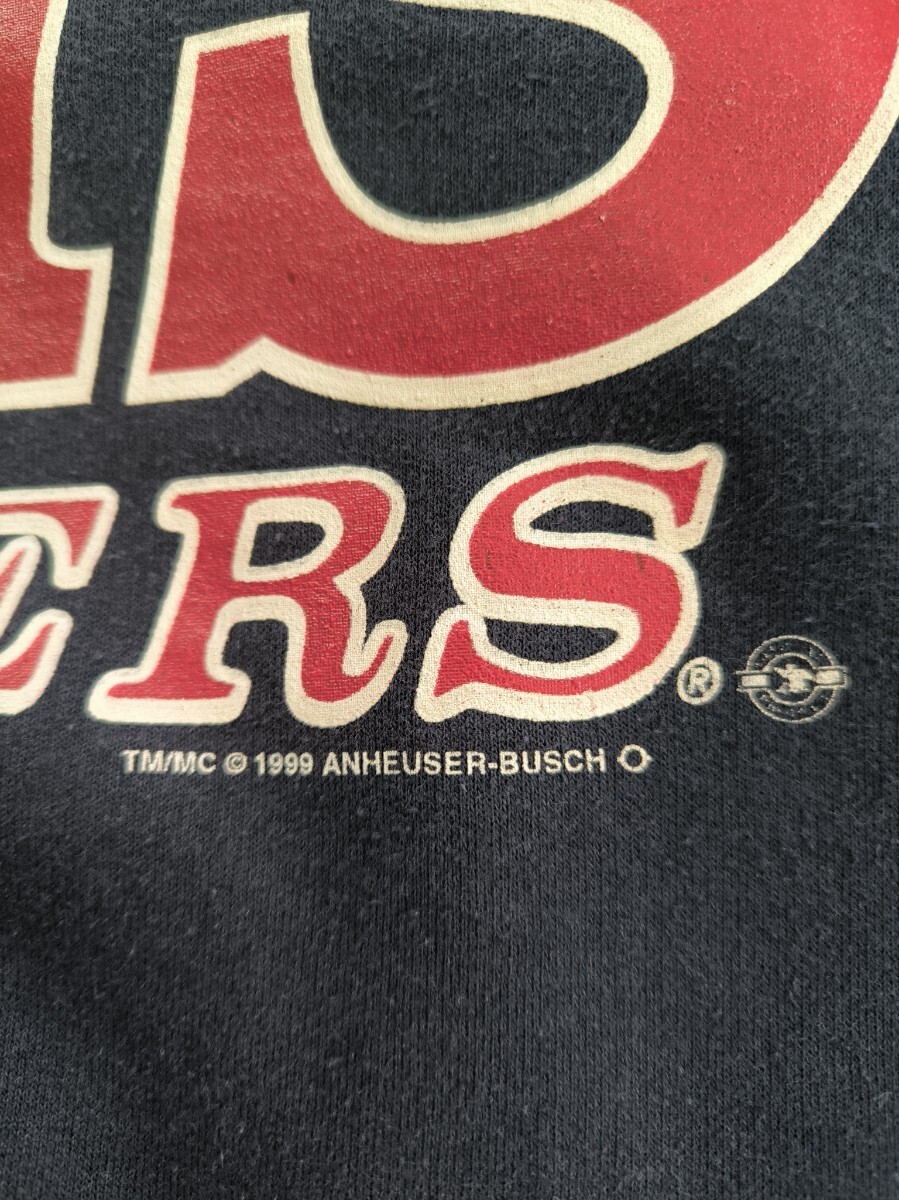 ERS®
TM/MC © 1999 ANHEUSER-BUSCH